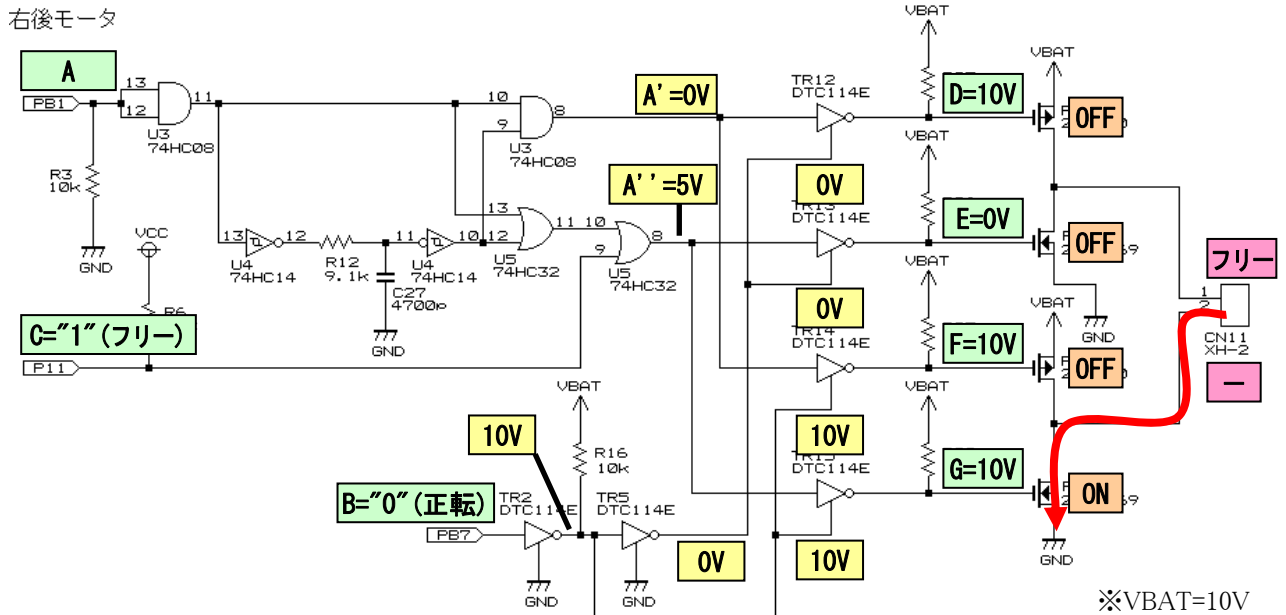 右後モータ
A
PB1
13
12
11
U3
74HC08
R3
10k
GND
VCC
C="1"(フリー)
P11
13
12
U4
74HC14
R12
9.1k
11
10
U4
74HC14
C27
4700p
GND
10
9
8
U3
74HC08
13
12
11
U5
74HC32
10
9
8
U5
74HC32
A'=0V
A''=5V
VBAT
TR12
DTC114E
D=10V
VBAT
OFF
0V
VBAT
DTC114E
E=0V
OFF
GND
0V
VBAT
TR14
DTC114E
F=10V
VBAT
OFF
フリー
1
2
CN11
XH-2
ー
10V
VBAT
DTC114E
G=10V
ON
GND
10V
B="0"(正転)
PB7
TR2
DTC114E
GND
10V
VBAT
R16
10k
TR5
DTC114E
GND
0V
※VBAT=10V